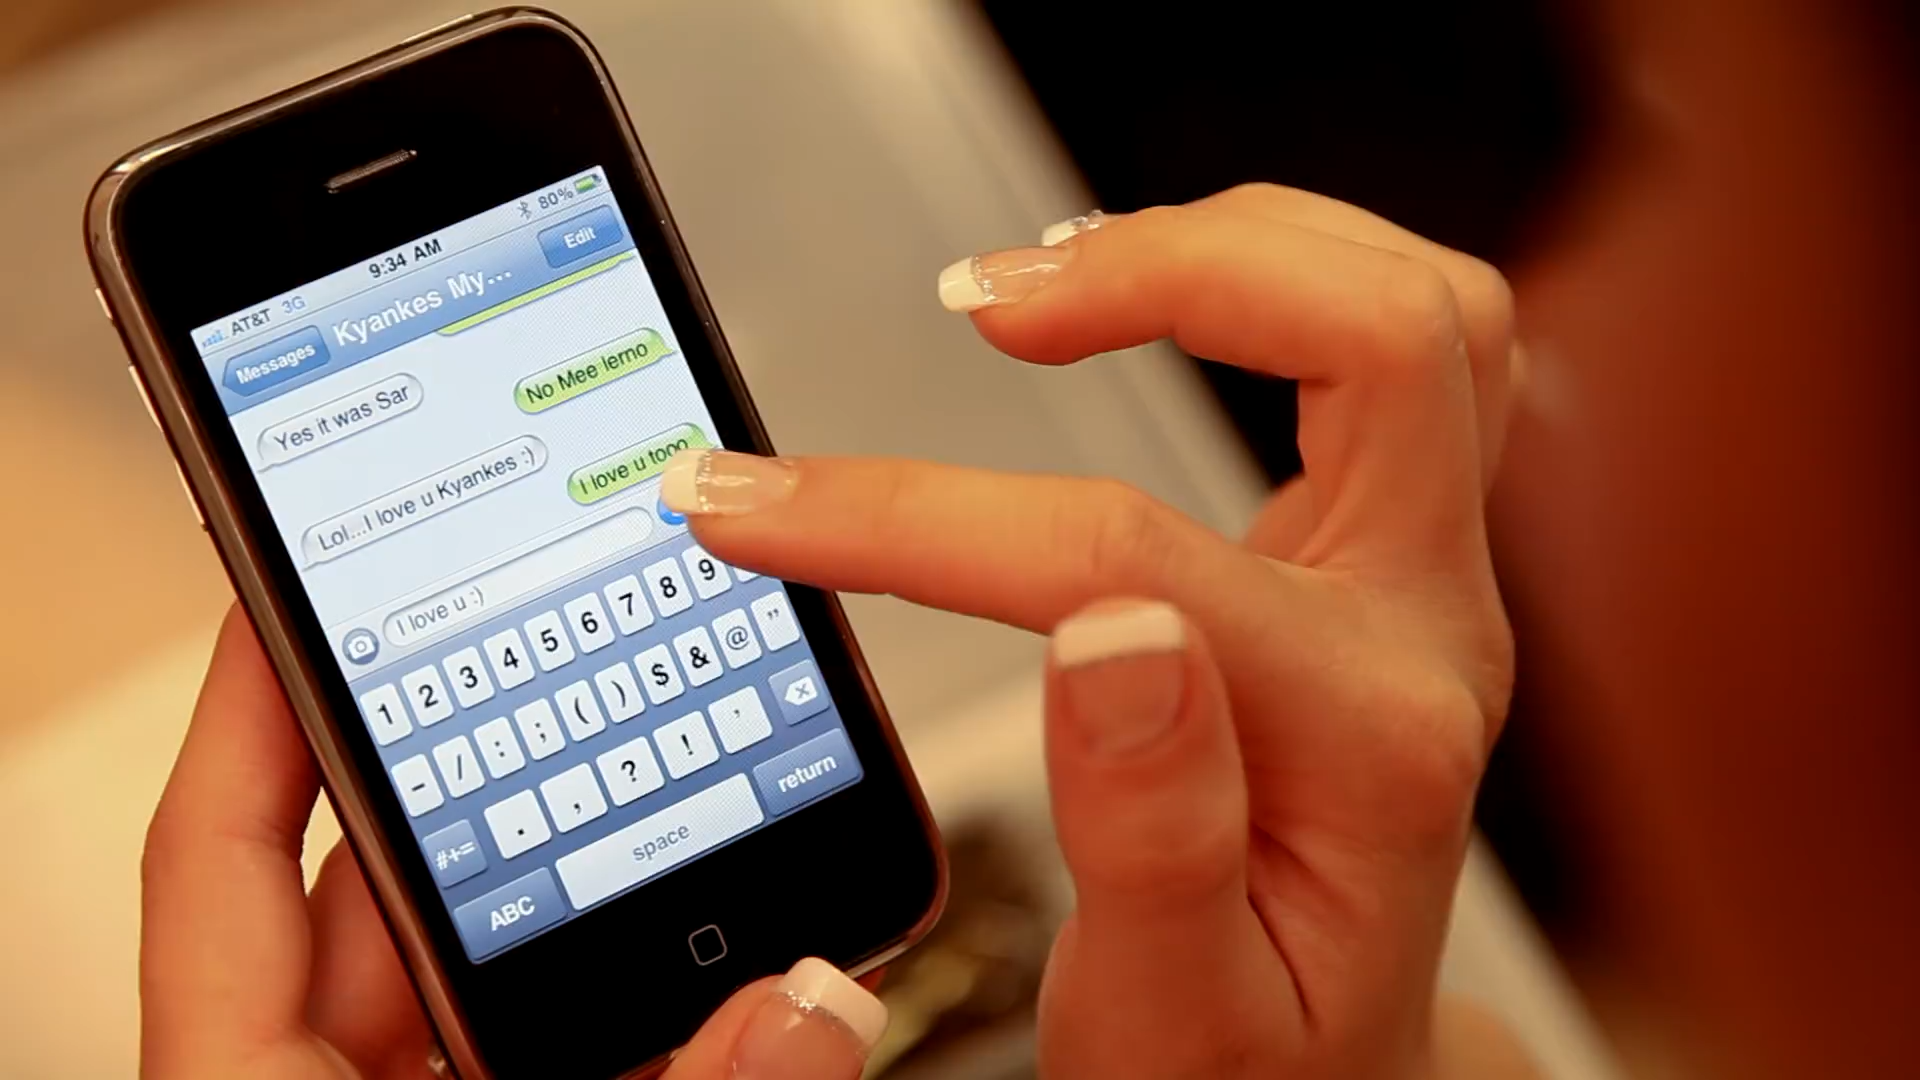 AT&T 3G 9:34 AM 80%
Messages Kyankes My... Edit
No Mee lerno
Yes it was Sar
I love u tooo
Lol...I love u Kyankes :)
I love u :)
1 2 3 4 5 6 7 8 9
- / : ; ( ) $ & @ "
#+= . , ? ! '
ABC space return